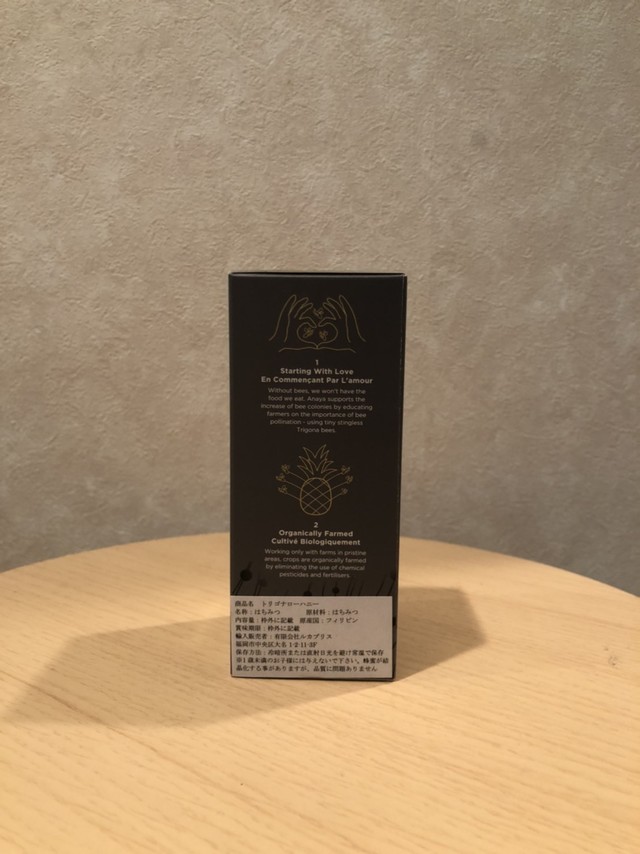 1
Starting With Love
En Commençant Par L'amour
Without bees, we won't have the
food we eat. Anaya supports the
increase of bee colonies by educating
farmers on the importance of bee
pollination - using tiny stingless
Trigona bees.
2
Organically Farmed
Cultivé Biologiquement
Working only with farms in pristine
areas, crops are organically farmed
by eliminating the use of chemical
pesticides and fertilisers.
商品名 トリゴナローハニー
名称：はちみつ 原材料：はちみつ
内容量：枠外に記載 原産国：フィリピン
賞味期限：枠外に記載
輸入販売者：有限会社ルカプリス
福岡市中央区大名 1-2-11-3F
保存方法：冷暗所または直射日光を避け常温で保存
※1歳未満のお子様には与えないで下さい。蜂蜜が結
晶化する事がありますが、品質に問題ありません